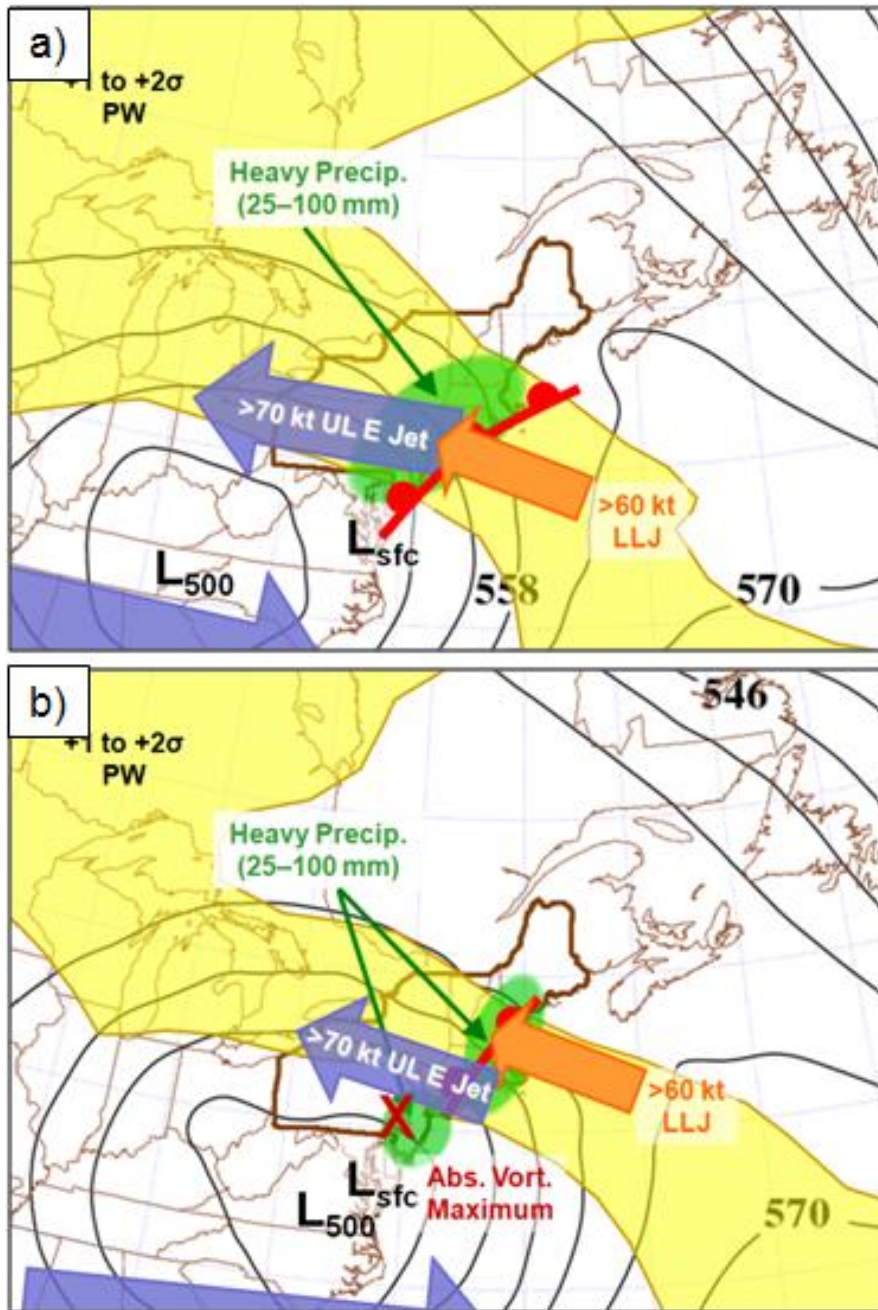 a)
+1 to +2σ
PW
Heavy Precip.
(25–100 mm)
>70 kt UL E Jet
>60 kt
LLJ
Lsfc
L500
558
570
b)
546
+1 to +2σ
PW
Heavy Precip.
(25–100 mm)
>70 kt UL E Jet
>60 kt
LLJ
X
Lsfc
Abs. Vort.
Maximum
L500
570